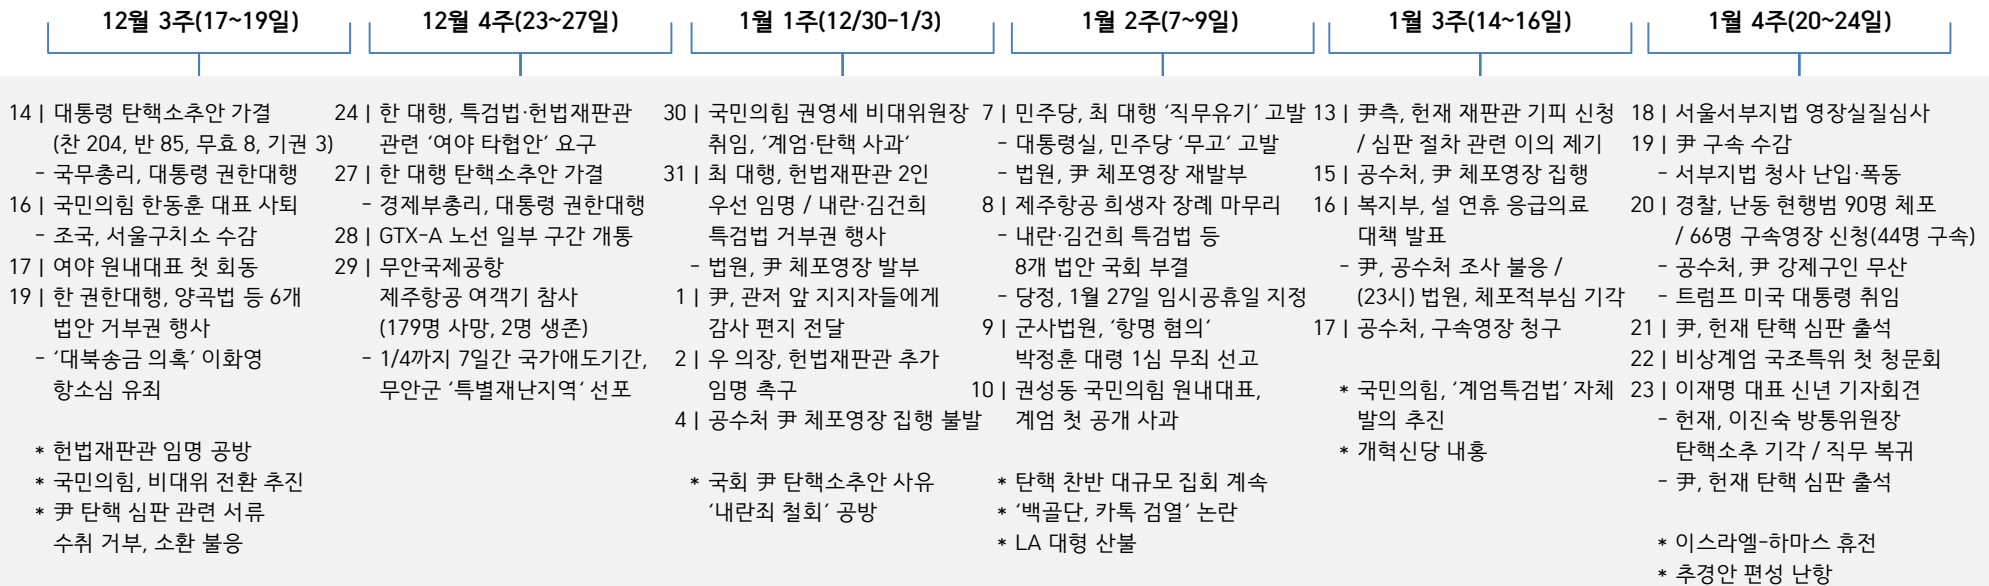 12월 3주(17~19일)
14 | 대통령 탄핵소추안 가결
(찬 204, 반 85, 무효 8, 기권 3)
- 국무총리, 대통령 권한대행
16 | 국민의힘 한동훈 대표 사퇴
- 조국, 서울구치소 수감
17 | 여야 원내대표 첫 회동
19 | 한 권한대행, 양곡법 등 6개
법안 거부권 행사
- ‘대북송금 의혹’ 이화영
항소심 유죄
* 헌법재판관 임명 공방
* 국민의힘, 비대위 전환 추진
* 尹 탄핵 심판 관련 서류
수취 거부, 소환 불응
12월 4주(23~27일)
24 | 한 대행, 특검법·헌법재판관
관련 ‘여야 타협안’ 요구
27 | 한 대행 탄핵소추안 가결
- 경제부총리, 대통령 권한대행
28 | GTX-A 노선 일부 구간 개통
29 | 무안국제공항
제주항공 여객기 참사
(179명 사망, 2명 생존)
- 1/4까지 7일간 국가애도기간,
무안군 ‘특별재난지역‘ 선포
1월 1주(12/30-1/3)
30 | 국민의힘 권영세 비대위원장
취임, ‘계엄·탄핵 사과‘
31 | 최 대행, 헌법재판관 2인
우선 임명 / 내란·김건희
특검법 거부권 행사
- 법원, 尹 체포영장 발부
1 | 尹, 관저 앞 지지자들에게
감사 편지 전달
2 | 우 의장, 헌법재판관 추가
임명 촉구
4 | 공수처 尹 체포영장 집행 불발
* 국회 尹 탄핵소추안 사유
‘내란죄 철회’ 공방
1월 2주(7~9일)
7 | 민주당, 최 대행 ‘직무유기’ 고발
- 대통령실, 민주당 ‘무고’ 고발
- 법원, 尹 체포영장 재발부
8 | 제주항공 희생자 장례 마무리
- 내란·김건희 특검법 등
8개 법안 국회 부결
- 당정, 1월 27일 임시공휴일 지정
9 | 군사법원, ‘항명 혐의‘
박정훈 대령 1심 무죄 선고
10 | 권성동 국민의힘 원내대표,
계엄 첫 공개 사과
* 탄핵 찬반 대규모 집회 계속
* ‘백골단, 카톡 검열’ 논란
* LA 대형 산불
1월 3주(14~16일)
13 | 尹측, 헌재 재판관 기피 신청
/ 심판 절차 관련 이의 제기
15 | 공수처, 尹 체포영장 집행
16 | 복지부, 설 연휴 응급의료
대책 발표
- 尹, 공수처 조사 불응 /
(23시) 법원, 체포적부심 기각
17 | 공수처, 구속영장 청구
* 국민의힘, ‘계엄특검법’ 자체
발의 추진
* 개혁신당 내홍
1월 4주(20~24일)
18 | 서울서부지법 영장실질심사
19 | 尹 구속 수감
- 서부지법 청사 난입·폭동
20 | 경찰, 난동 현행범 90명 체포
/ 66명 구속영장 신청(44명 구속)
- 공수처, 尹 강제구인 무산
- 트럼프 미국 대통령 취임
21 | 尹, 헌재 탄핵 심판 출석
22 | 비상계엄 국조특위 첫 청문회
23 | 이재명 대표 신년 기자회견
- 헌재, 이진숙 방통위원장
탄핵소추 기각 / 직무 복귀
- 尹, 헌재 탄핵 심판 출석
* 이스라엘-하마스 휴전
* 추경안 편성 난항